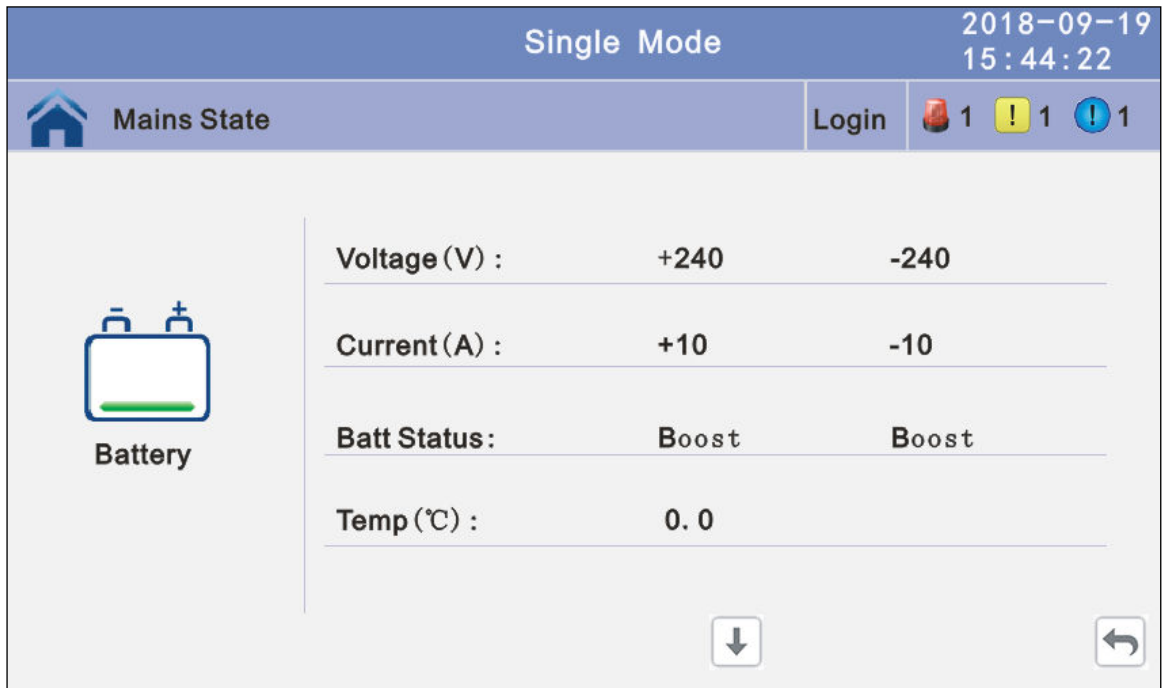 Single Mode
2018-09-19
15:44:22
Mains State
Login
1
! 1
! 1
Voltage(V): +240 -240
- +
Current(A): +10 -10
Batt Status: Boost Boost
Battery
Temp(℃): 0.0